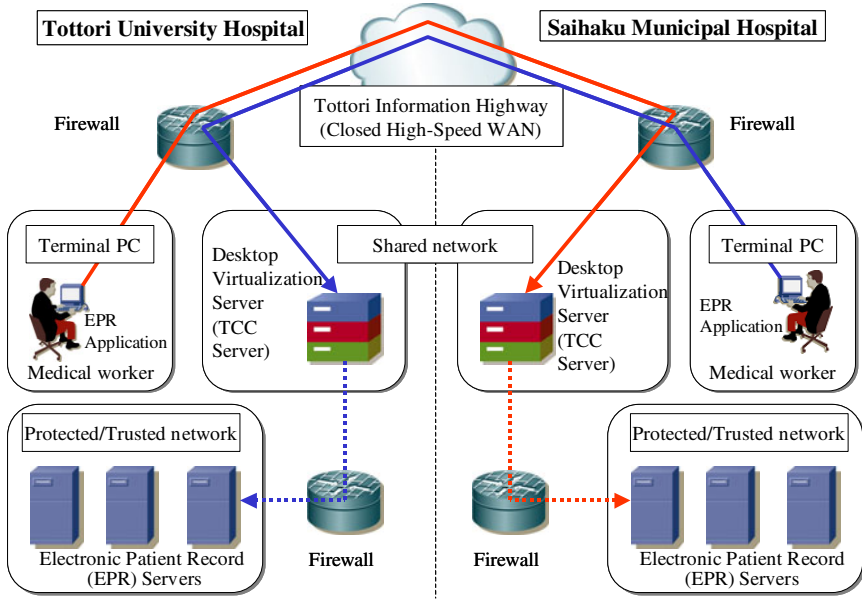 Tottori University Hospital
Saihaku Municipal Hospital
Tottori Information Highway
(Closed High-Speed WAN)
Firewall
Firewall
Terminal PC
EPR
Application
Medical worker
Desktop
Virtualization
Server
(TCC
Server)
Shared network
Desktop
Virtualization
Server
(TCC
Server)
Terminal PC
EPR
Application
Medical worker
Protected/Trusted network
Electronic Patient Record
(EPR) Servers
Firewall
Firewall
Protected/Trusted network
Electronic Patient Record
(EPR) Servers